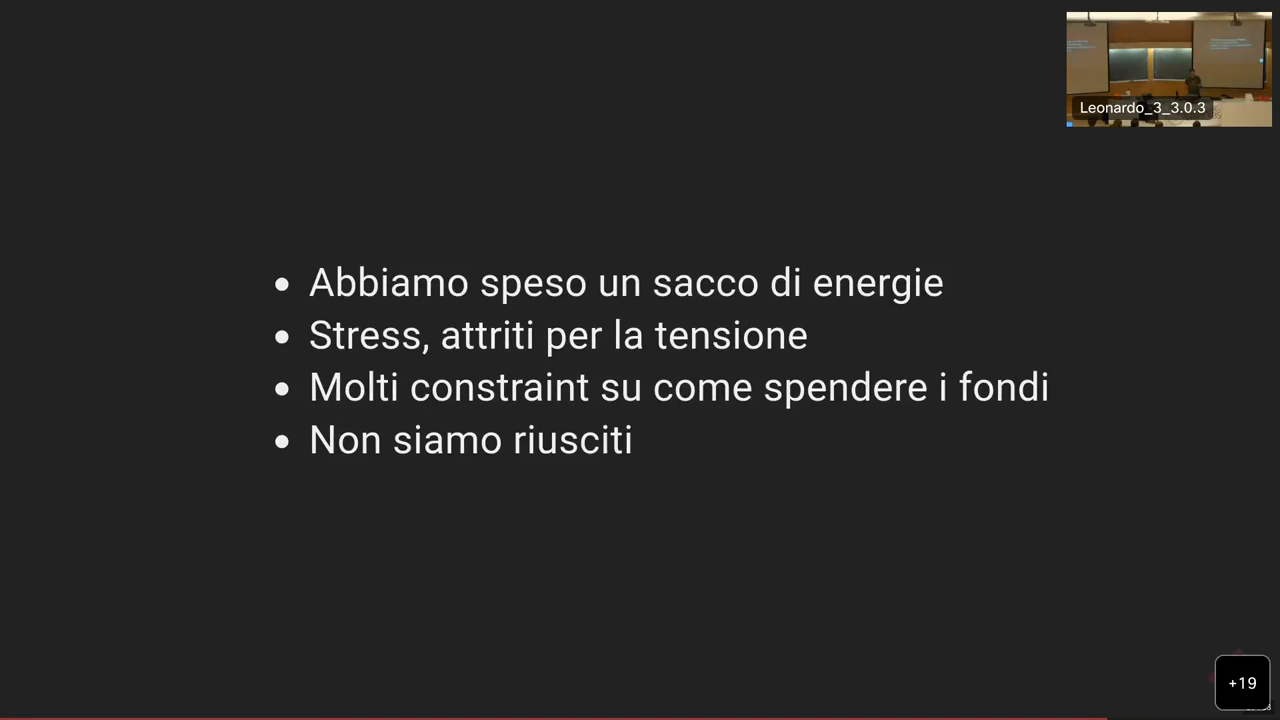 Leonardo_3_3.0.3
Abbiamo speso un sacco di energie
Stress, attriti per la tensione
Molti constraint su come spendere i fondi
Non siamo riusciti
+19